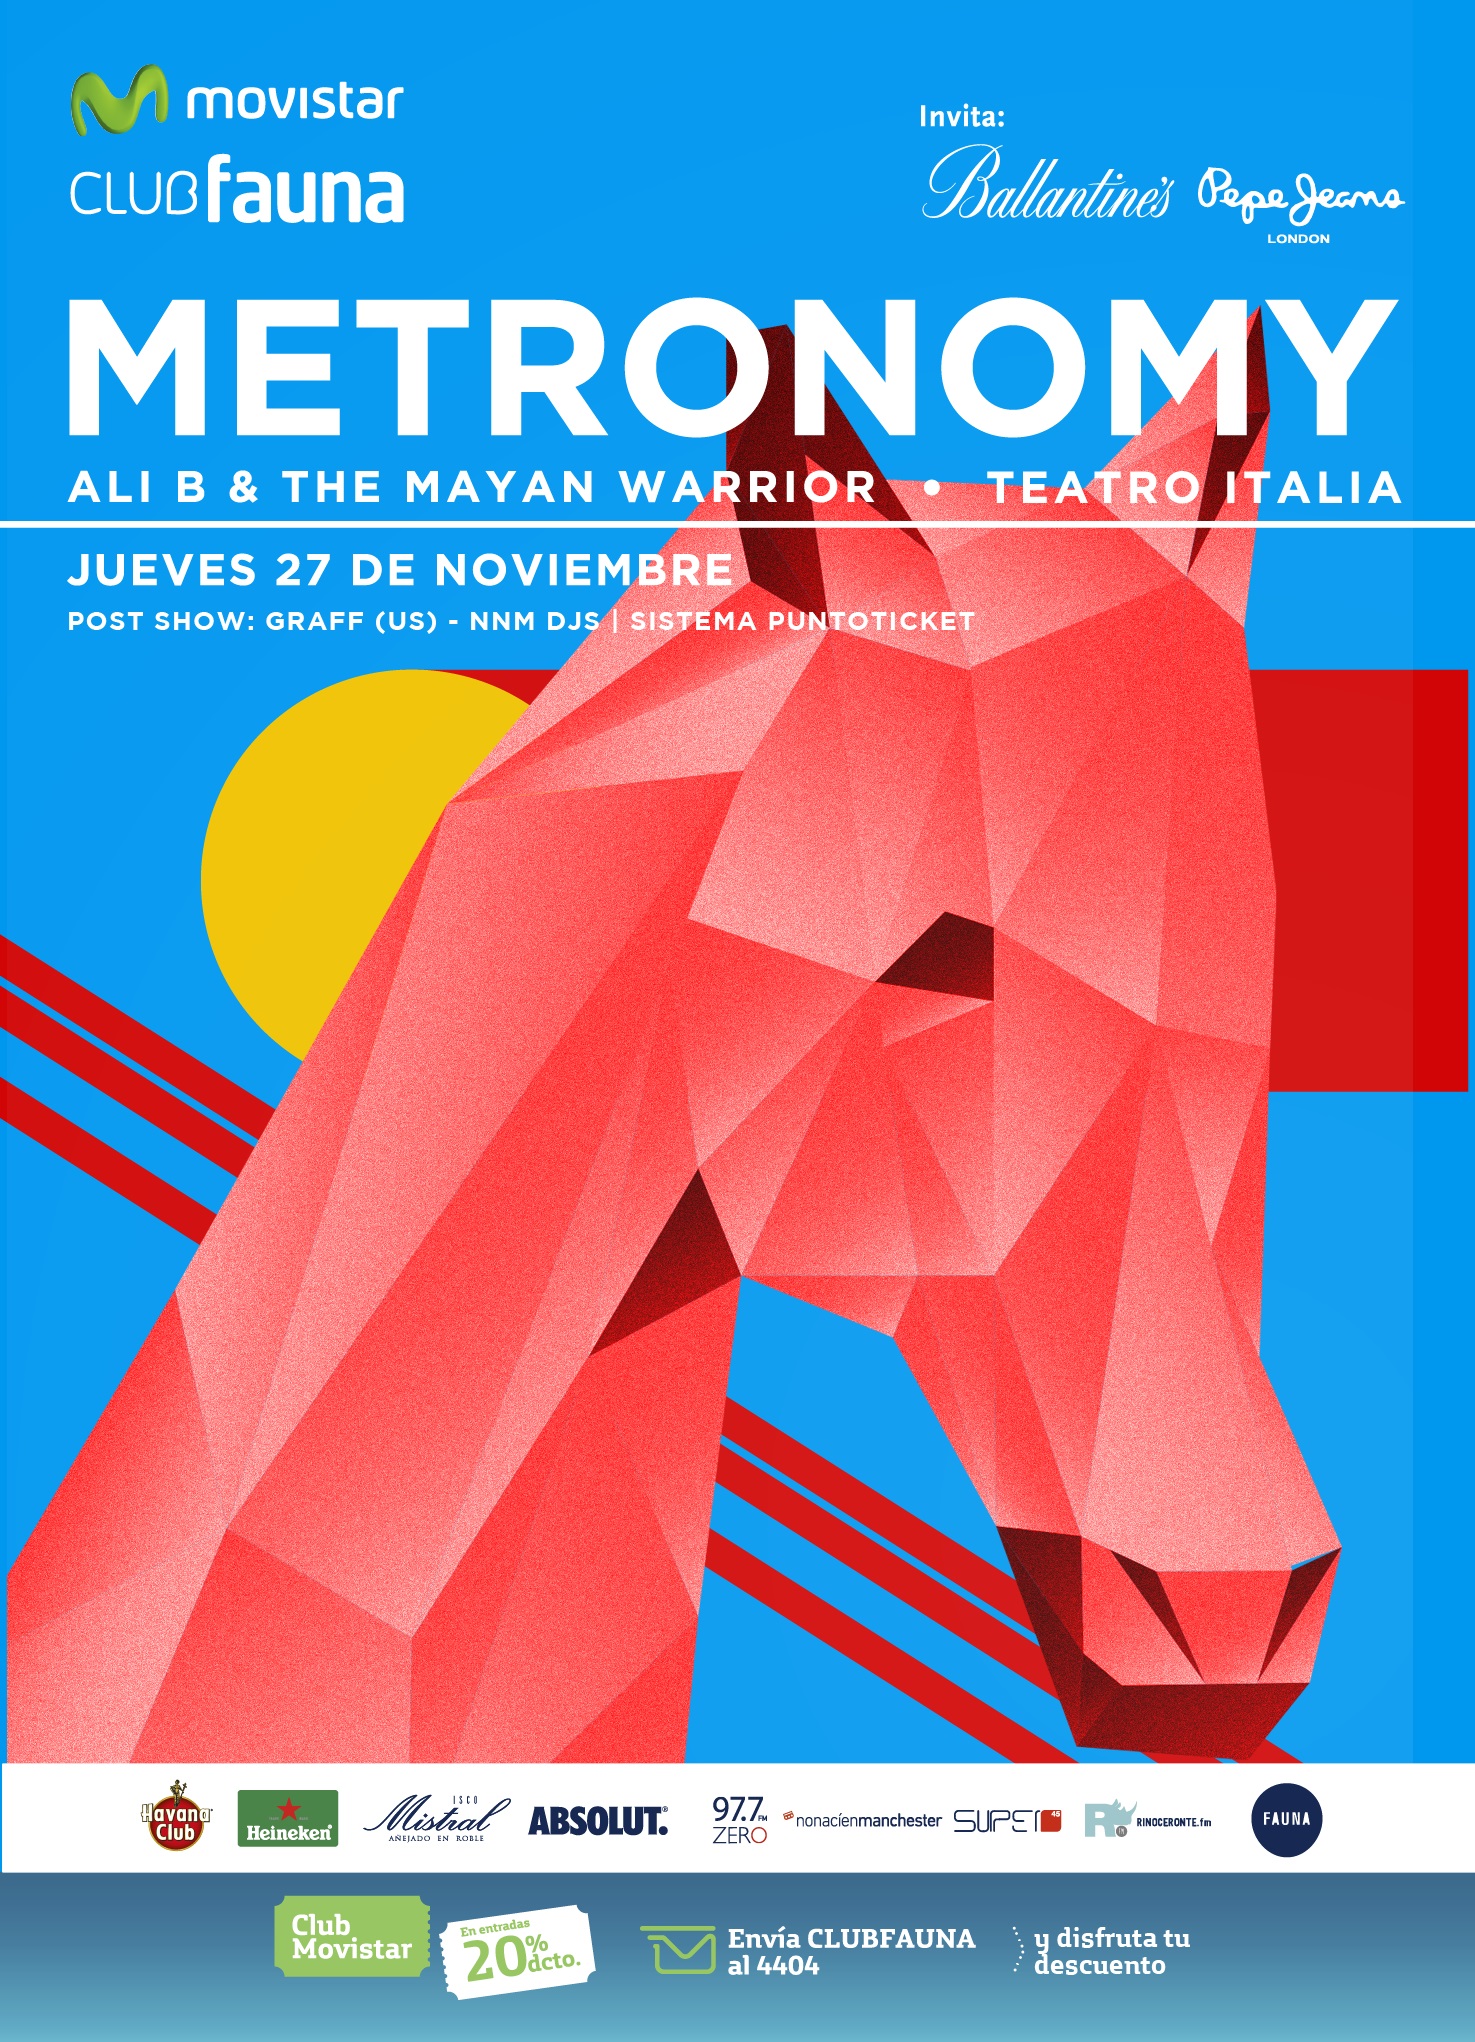 movistar
CLUB fauna
Invita:
Ballantine's
Pepe Jeans
LONDON
METRONOMY
ALI B & THE MAYAN WARRIOR • TEATRO ITALIA
JUEVES 27 DE NOVIEMBRE
POST SHOW: GRAFF (US) - NNM DJS | SISTEMA PUNTOTICKET
Havana
Club
Heineken
ISCO
Mistral
AÑEJADO EN ROBLE
ABSOLUT.
97.7 FM
ZERO
nonacíenmanchester
SUPER 45
R FM RINOCERONTE.fm
FAUNA
Club
Movistar
En entradas
20% dcto.
Envía CLUBFAUNA
al 4404
y disfruta tu
descuento